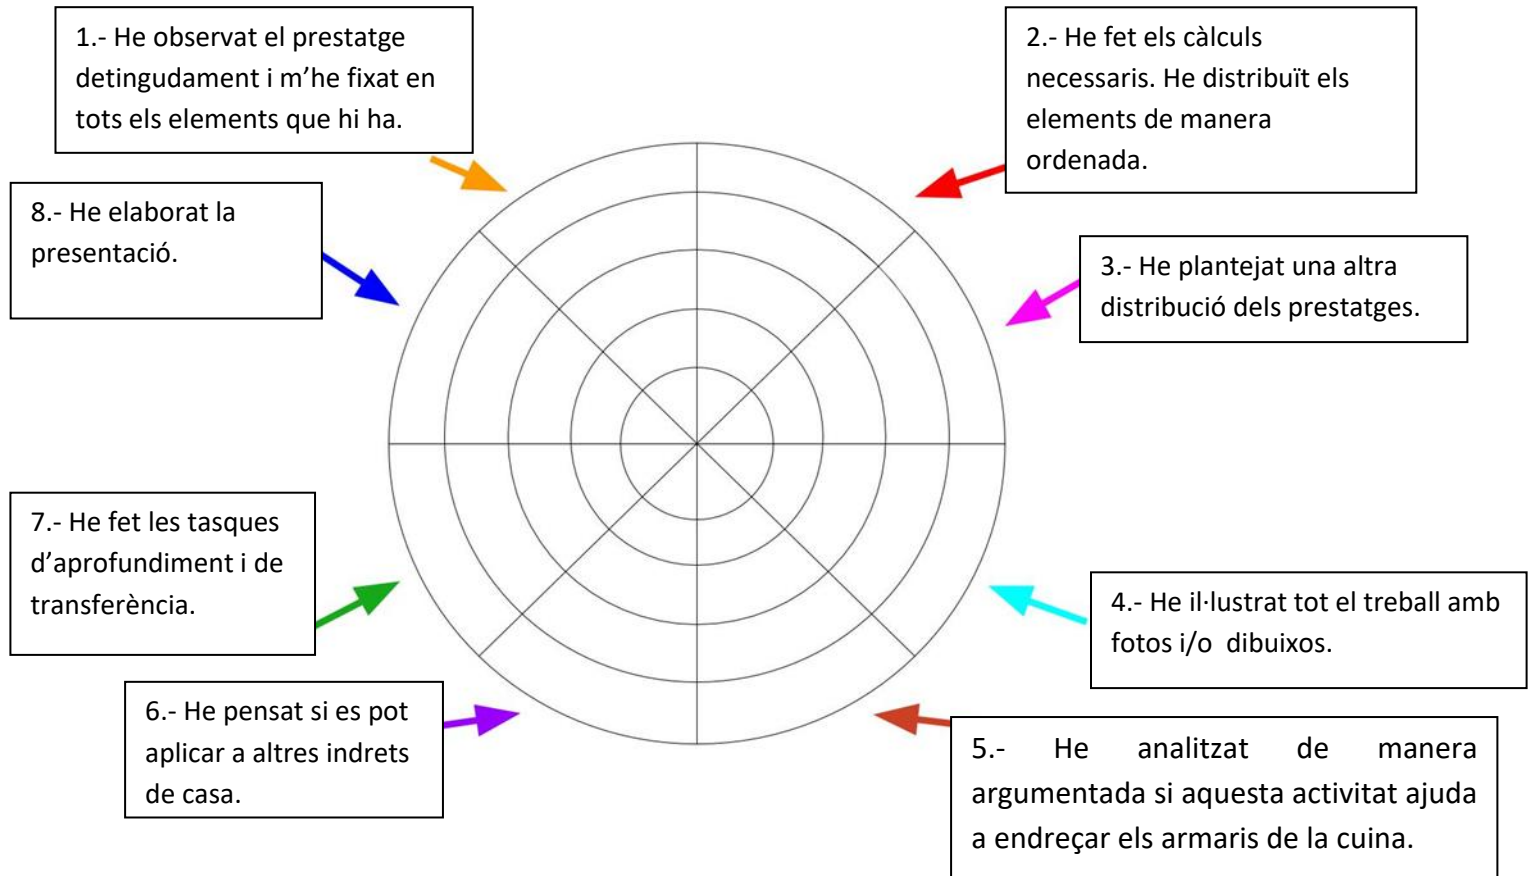 1.- He observat el prestatge
detingudament i m’he fixat en
tots els elements que hi ha.
2.- He fet els càlculs
necessaris. He distribuït els
elements de manera
ordenada.
3.- He plantejat una altra
distribució dels prestatges.
4.- He il·lustrat tot el treball amb
fotos i/o dibuixos.
5.- He analitzat de manera
argumentada si aquesta activitat ajuda
a endreçar els armaris de la cuina.
6.- He pensat si es pot
aplicar a altres indrets
de casa.
7.- He fet les tasques
d’aprofundiment i de
transferència.
8.- He elaborat la
presentació.